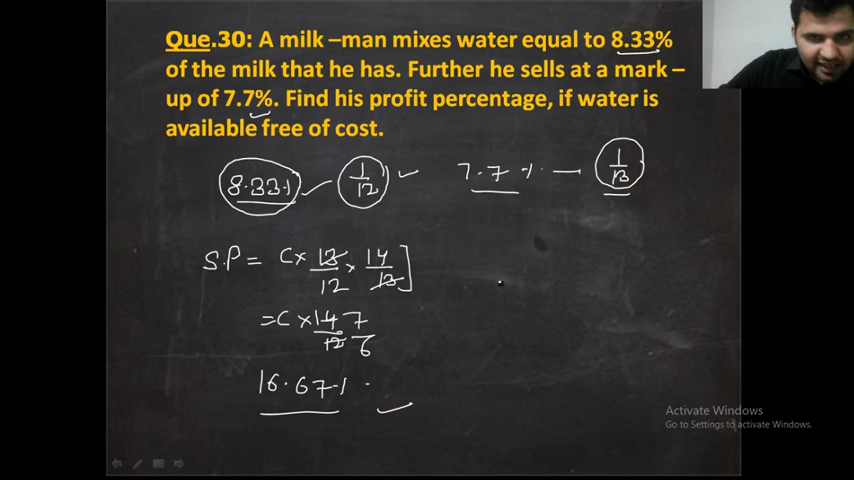 Que.30: A milk –man mixes water equal to 8.33%
of the milk that he has. Further he sells at a mark –
up of 7.7%. Find his profit percentage, if water is
available free of cost.
8.33% 1/12 7.7% — 1/13
S.P = C × 13/12 × 14/13]
= C × 14/12 7/6
16.67%
Activate Windows
Go to Settings to activate Windows.